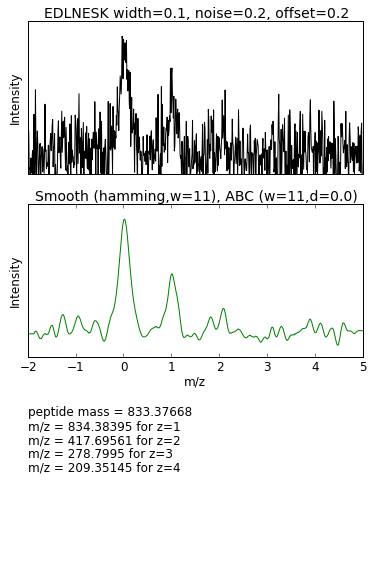 EDLNESK width=0.1, noise=0.2, offset=0.2
Intensity
Smooth (hamming,w=11), ABC (w=11,d=0.0)
Intensity
−2 −1 0 1 2 3 4 5
m/z
peptide mass = 833.37668
m/z = 834.38395 for z=1
m/z = 417.69561 for z=2
m/z = 278.7995 for z=3
m/z = 209.35145 for z=4